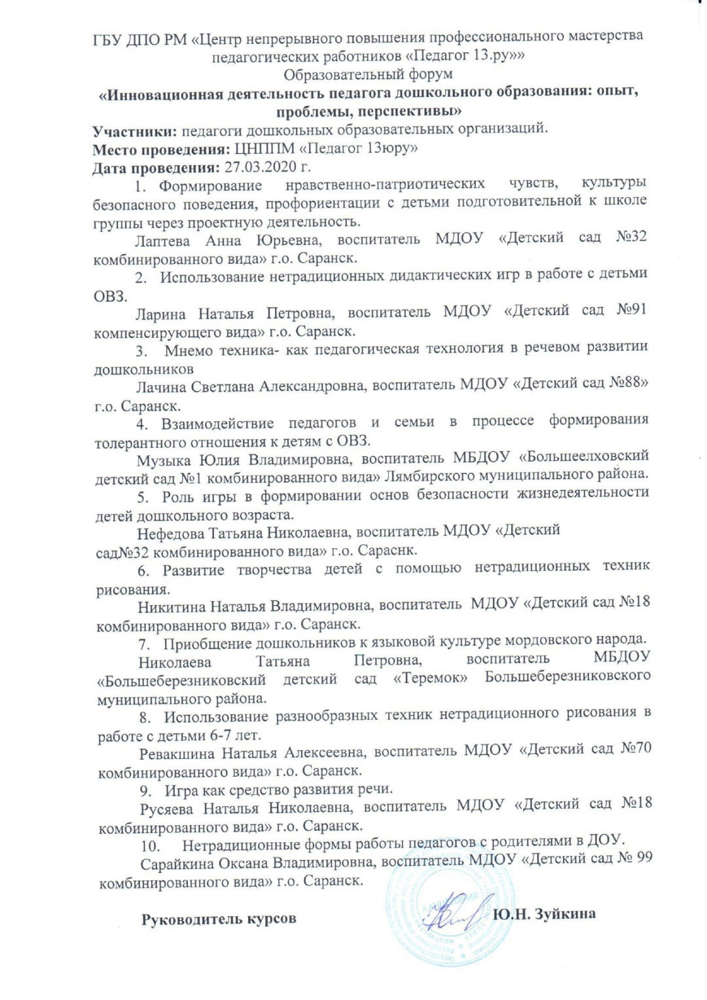 ГБУ ДПО РМ «Центр непрерывного повышения профессионального мастерства
педагогических работников «Педагог 13.ру»»
Образовательный форум
«Инновационная деятельность педагога дошкольного образования: опыт,
проблемы, перспективы»
Участники: педагоги дошкольных образовательных организаций.
Место проведения: ЦНППМ «Педагог 13юру»
Дата проведения: 27.03.2020 г.
1. Формирование нравственно-патриотических чувств, культуры
безопасного поведения, профориентации с детьми подготовительной к школе
группы через проектную деятельность.
Лаптева Анна Юрьевна, воспитатель МДОУ «Детский сад №32
комбинированного вида» г.о. Саранск.
2. Использование нетрадиционных дидактических игр в работе с детьми
ОВЗ.
Ларина Наталья Петровна, воспитатель МДОУ «Детский сад №91
компенсирующего вида» г.о. Саранск.
3. Мнемо техника- как педагогическая технология в речевом развитии
дошкольников
Лачина Светлана Александровна, воспитатель МДОУ «Детский сад №88»
г.о. Саранск.
4. Взаимодействие педагогов и семьи в процессе формирования
толерантного отношения к детям с ОВЗ.
Музыка Юлия Владимировна, воспитатель МБДОУ «Большеелховский
детский сад №1 комбинированного вида» Лямбирского муниципального района.
5. Роль игры в формировании основ безопасности жизнедеятельности
детей дошкольного возраста.
Нефедова Татьяна Николаевна, воспитатель МДОУ «Детский
сад№32 комбинированного вида» г.о. Сараснк.
6. Развитие творчества детей с помощью нетрадиционных техник
рисования.
Никитина Наталья Владимировна, воспитатель МДОУ «Детский сад №18
комбинированного вида» г.о. Саранск.
7. Приобщение дошкольников к языковой культуре мордовского народа.
Николаева Татьяна Петровна, воспитатель МБДОУ
«Большеберезниковский детский сад «Теремок» Большеберезниковского
муниципального района.
8. Использование разнообразных техник нетрадиционного рисования в
работе с детьми 6-7 лет.
Ревакшина Наталья Алексеевна, воспитатель МДОУ «Детский сад №70
комбинированного вида» г.о. Саранск.
9. Игра как средство развития речи.
Русяева Наталья Николаевна, воспитатель МДОУ «Детский сад №18
комбинированного вида» г.о. Саранск.
10. Нетрадиционные формы работы педагогов с родителями в ДОУ.
Сарайкина Оксана Владимировна, воспитатель МДОУ «Детский сад № 99
комбинированного вида» г.о. Саранск.
КАНЦЕЛЯРИЯ
Руководитель курсов Ю.Н. Зуйкина